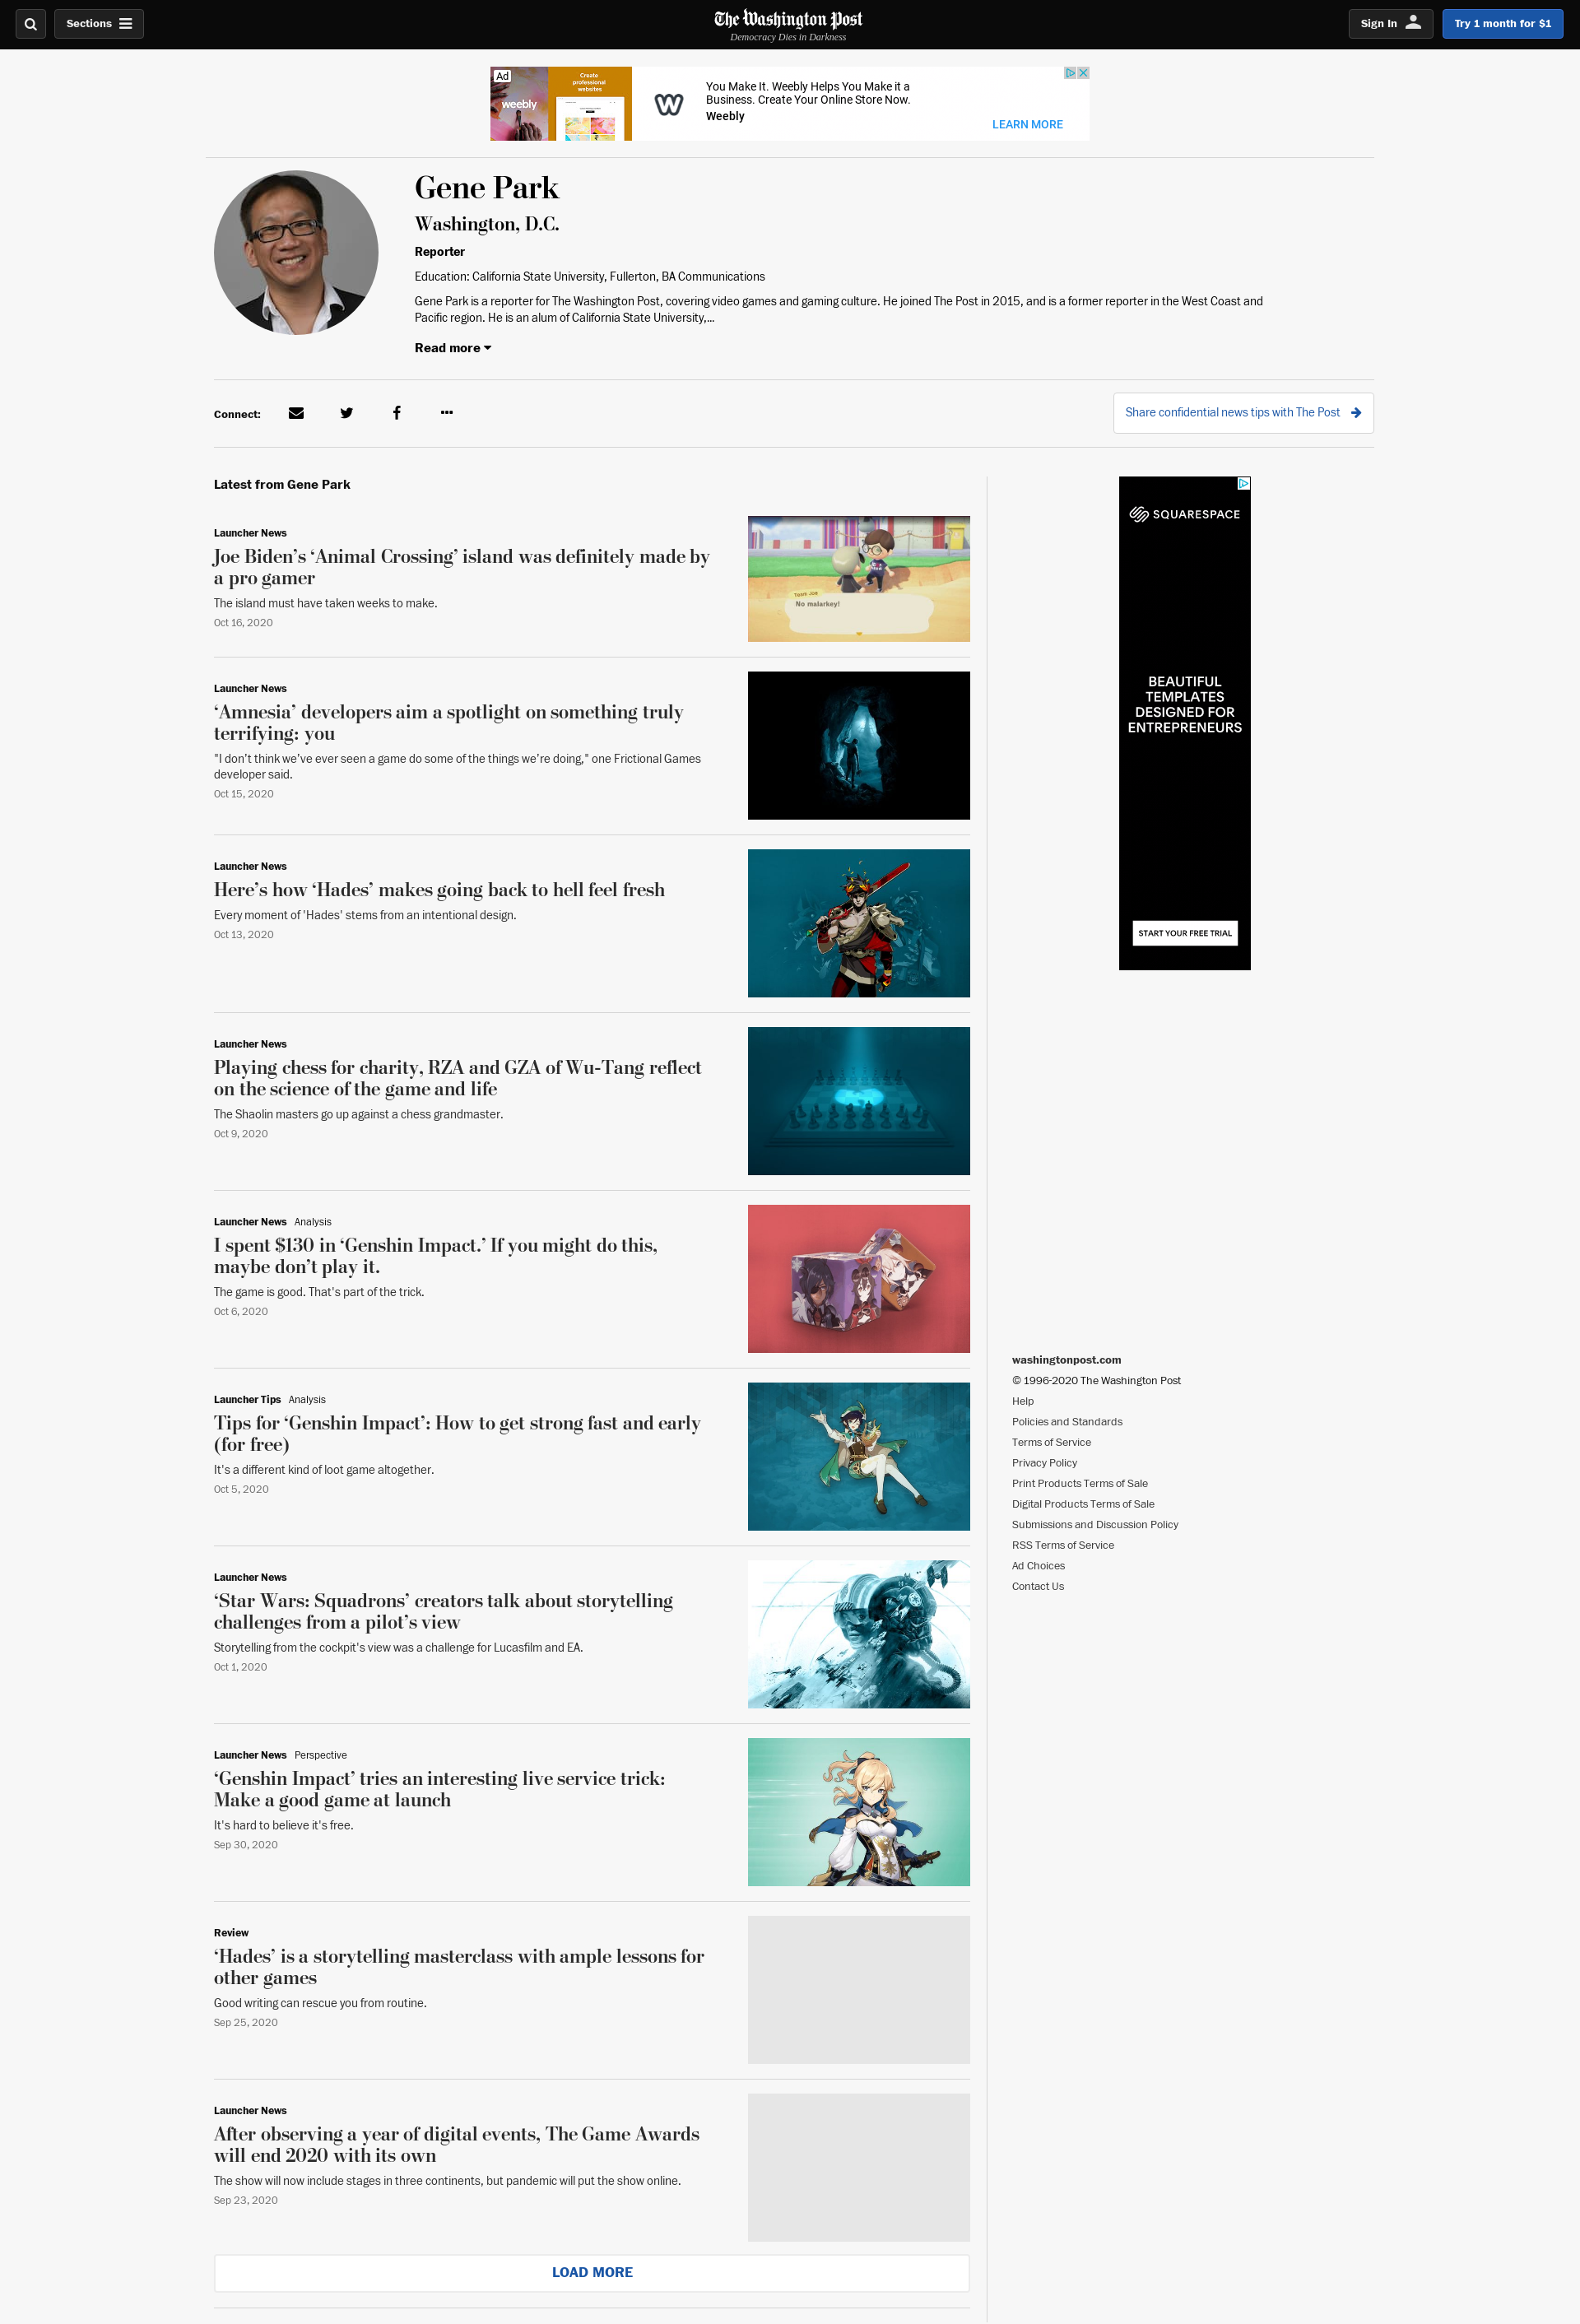 Sections
The Washington Post
Democracy Dies in Darkness
Sign In
Try 1 month for $1
Ad
weebly
Create
professional
websites
You Make It. Weebly Helps You Make it a
Business. Create Your Online Store Now.
Weebly
LEARN MORE
Gene Park
Washington, D.C.
Reporter
Education: California State University, Fullerton, BA Communications
Gene Park is a reporter for The Washington Post, covering video games and gaming culture. He joined The Post in 2015, and is a former reporter in the West Coast and
Pacific region. He is an alum of California State University,...
Read more
Connect:
Share confidential news tips with The Post
Latest from Gene Park
Launcher News
Joe Biden’s ‘Animal Crossing’ island was definitely made by
a pro gamer
The island must have taken weeks to make.
Oct 16, 2020
No malarkey!
Launcher News
‘Amnesia’ developers aim a spotlight on something truly
terrifying: you
"I don’t think we’ve ever seen a game do some of the things we’re doing," one Frictional Games
developer said.
Oct 15, 2020
Launcher News
Here’s how ‘Hades’ makes going back to hell feel fresh
Every moment of 'Hades' stems from an intentional design.
Oct 13, 2020
Launcher News
Playing chess for charity, RZA and GZA of Wu-Tang reflect
on the science of the game and life
The Shaolin masters go up against a chess grandmaster.
Oct 9, 2020
Launcher News Analysis
I spent $130 in ‘Genshin Impact.’ If you might do this,
maybe don’t play it.
The game is good. That's part of the trick.
Oct 6, 2020
Launcher Tips Analysis
Tips for ‘Genshin Impact’: How to get strong fast and early
(for free)
It's a different kind of loot game altogether.
Oct 5, 2020
Launcher News
‘Star Wars: Squadrons’ creators talk about storytelling
challenges from a pilot’s view
Storytelling from the cockpit's view was a challenge for Lucasfilm and EA.
Oct 1, 2020
Launcher News Perspective
‘Genshin Impact’ tries an interesting live service trick:
Make a good game at launch
It's hard to believe it's free.
Sep 30, 2020
Review
‘Hades’ is a storytelling masterclass with ample lessons for
other games
Good writing can rescue you from routine.
Sep 25, 2020
Launcher News
After observing a year of digital events, The Game Awards
will end 2020 with its own
The show will now include stages in three continents, but pandemic will put the show online.
Sep 23, 2020
LOAD MORE
SQUARESPACE
BEAUTIFUL
TEMPLATES
DESIGNED FOR
ENTREPRENEURS
START YOUR FREE TRIAL
washingtonpost.com
© 1996-2020 The Washington Post
Help
Policies and Standards
Terms of Service
Privacy Policy
Print Products Terms of Sale
Digital Products Terms of Sale
Submissions and Discussion Policy
RSS Terms of Service
Ad Choices
Contact Us